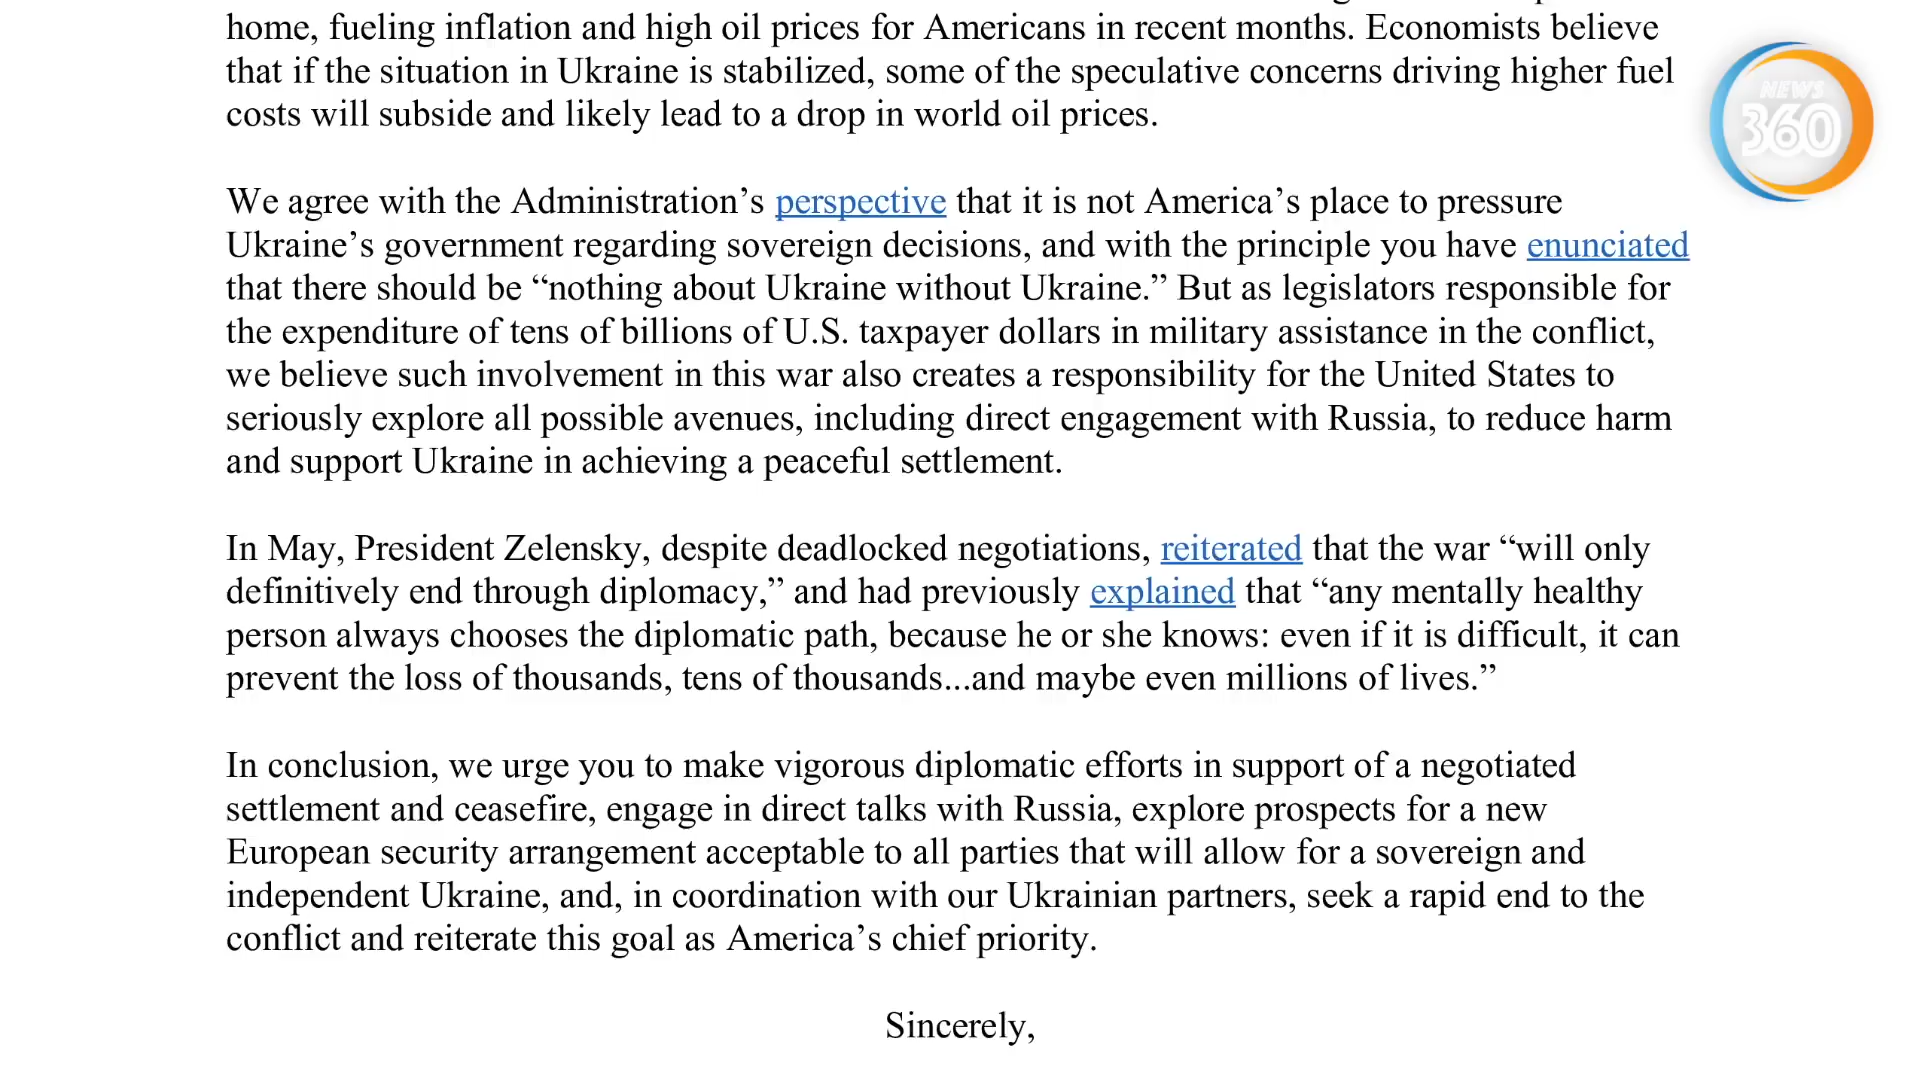 home, fueling inflation and high oil prices for Americans in recent months. Economists believe
that if the situation in Ukraine is stabilized, some of the speculative concerns driving higher fuel
costs will subside and likely lead to a drop in world oil prices.
NEWS
360
We agree with the Administration’s perspective that it is not America’s place to pressure
Ukraine’s government regarding sovereign decisions, and with the principle you have enunciated
that there should be “nothing about Ukraine without Ukraine.” But as legislators responsible for
the expenditure of tens of billions of U.S. taxpayer dollars in military assistance in the conflict,
we believe such involvement in this war also creates a responsibility for the United States to
seriously explore all possible avenues, including direct engagement with Russia, to reduce harm
and support Ukraine in achieving a peaceful settlement.
In May, President Zelensky, despite deadlocked negotiations, reiterated that the war “will only
definitively end through diplomacy,” and had previously explained that “any mentally healthy
person always chooses the diplomatic path, because he or she knows: even if it is difficult, it can
prevent the loss of thousands, tens of thousands...and maybe even millions of lives.”
In conclusion, we urge you to make vigorous diplomatic efforts in support of a negotiated
settlement and ceasefire, engage in direct talks with Russia, explore prospects for a new
European security arrangement acceptable to all parties that will allow for a sovereign and
independent Ukraine, and, in coordination with our Ukrainian partners, seek a rapid end to the
conflict and reiterate this goal as America’s chief priority.
Sincerely,